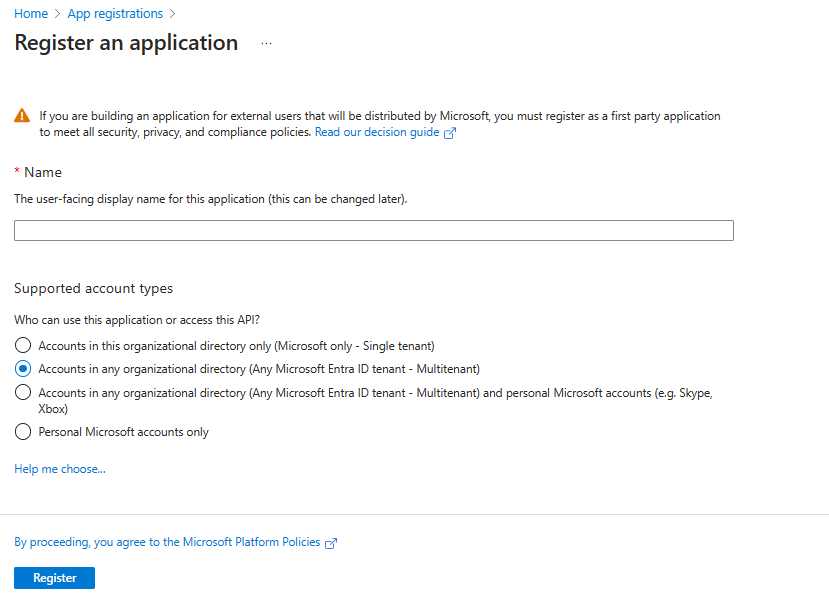 Home > App registrations >
Register an application ...
If you are building an application for external users that will be distributed by Microsoft, you must register as a first party application
to meet all security, privacy, and compliance policies. Read our decision guide
* Name
The user-facing display name for this application (this can be changed later).
Supported account types
Who can use this application or access this API?
Accounts in this organizational directory only (Microsoft only - Single tenant)
Accounts in any organizational directory (Any Microsoft Entra ID tenant - Multitenant)
Accounts in any organizational directory (Any Microsoft Entra ID tenant - Multitenant) and personal Microsoft accounts (e.g. Skype,
Xbox)
Personal Microsoft accounts only
Help me choose...
By proceeding, you agree to the Microsoft Platform Policies
Register